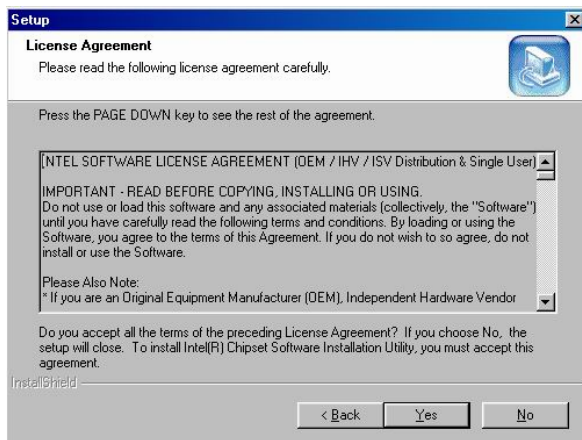 Setup
License Agreement
Please read the following license agreement carefully.
Press the PAGE DOWN key to see the rest of the agreement.
INTEL SOFTWARE LICENSE AGREEMENT (OEM / IHV / ISV Distribution & Single User)
IMPORTANT - READ BEFORE COPYING, INSTALLING OR USING.
Do not use or load this software and any associated materials (collectively, the "Software")
until you have carefully read the following terms and conditions. By loading or using the
Software, you agree to the terms of this Agreement. If you do not wish to so agree, do not
install or use the Software.
Please Also Note:
* If you are an Original Equipment Manufacturer (OEM), Independent Hardware Vendor
Do you accept all the terms of the preceding License Agreement? If you choose No, the
setup will close. To install Intel(R) Chipset Software Installation Utility, you must accept this
agreement.
InstallShield
< Back
Yes
No